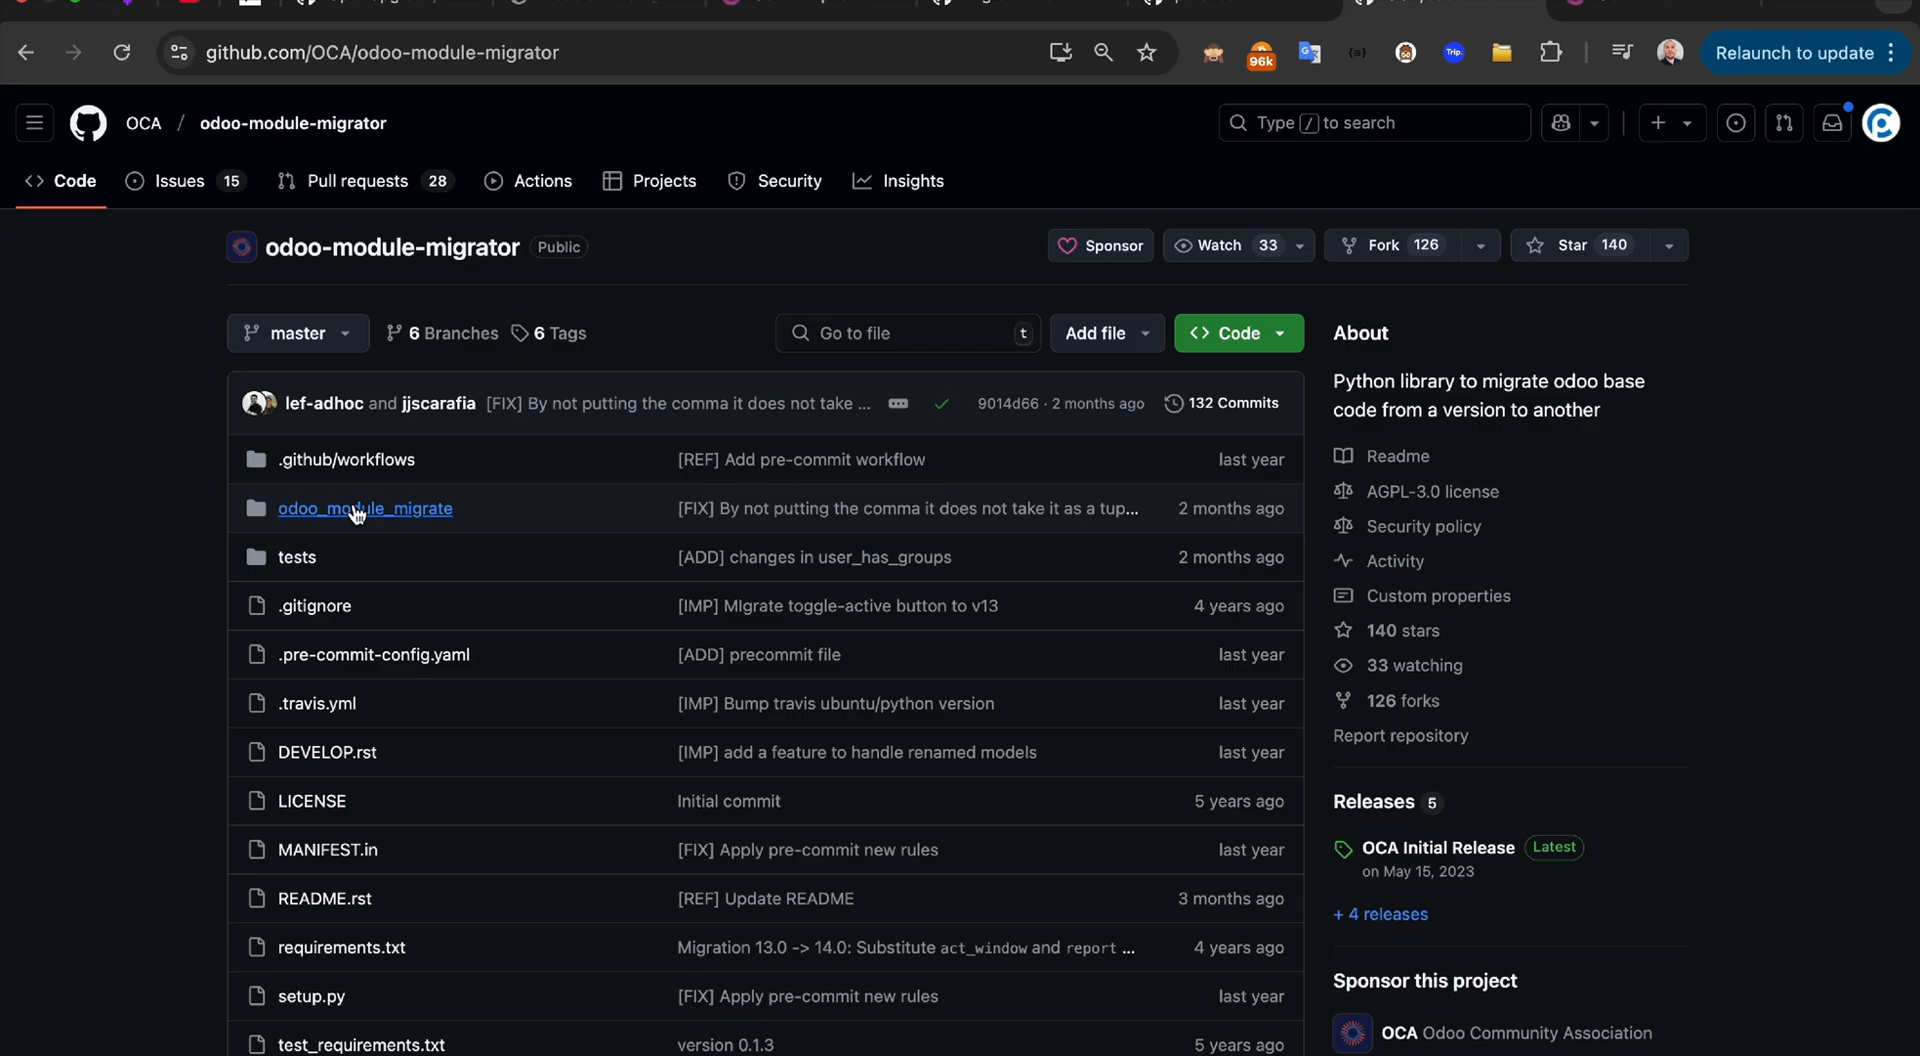 github.com/OCA/odoo-module-migrator
96k
Trip
Relaunch to update
OCA / odoo-module-migrator
Type / to search
Code
Issues 15
Pull requests 28
Actions
Projects
Security
Insights
odoo-module-migrator
Public
Sponsor
Watch 33
Fork 126
Star 140
master
6 Branches
6 Tags
Go to file
t
Add file
Code
lef-adhoc and jjscarafia [FIX] By not putting the comma it does not take ...
9014d66 · 2 months ago
132 Commits
.github/workflows [REF] Add pre-commit workflow last year
odoo_module_migrate [FIX] By not putting the comma it does not take it as a tup... 2 months ago
tests [ADD] changes in user_has_groups 2 months ago
.gitignore [IMP] MIgrate toggle-active button to v13 4 years ago
.pre-commit-config.yaml [ADD] precommit file last year
.travis.yml [IMP] Bump travis ubuntu/python version last year
DEVELOP.rst [IMP] add a feature to handle renamed models last year
LICENSE Initial commit 5 years ago
MANIFEST.in [FIX] Apply pre-commit new rules last year
README.rst [REF] Update README 3 months ago
requirements.txt Migration 13.0 -> 14.0: Substitute act_window and report ... 4 years ago
setup.py [FIX] Apply pre-commit new rules last year
test_requirements.txt version 0.1.3 5 years ago
About
Python library to migrate odoo base
code from a version to another
Readme
AGPL-3.0 license
Security policy
Activity
Custom properties
140 stars
33 watching
126 forks
Report repository
Releases 5
OCA Initial Release Latest
on May 15, 2023
+ 4 releases
Sponsor this project
OCA Odoo Community Association